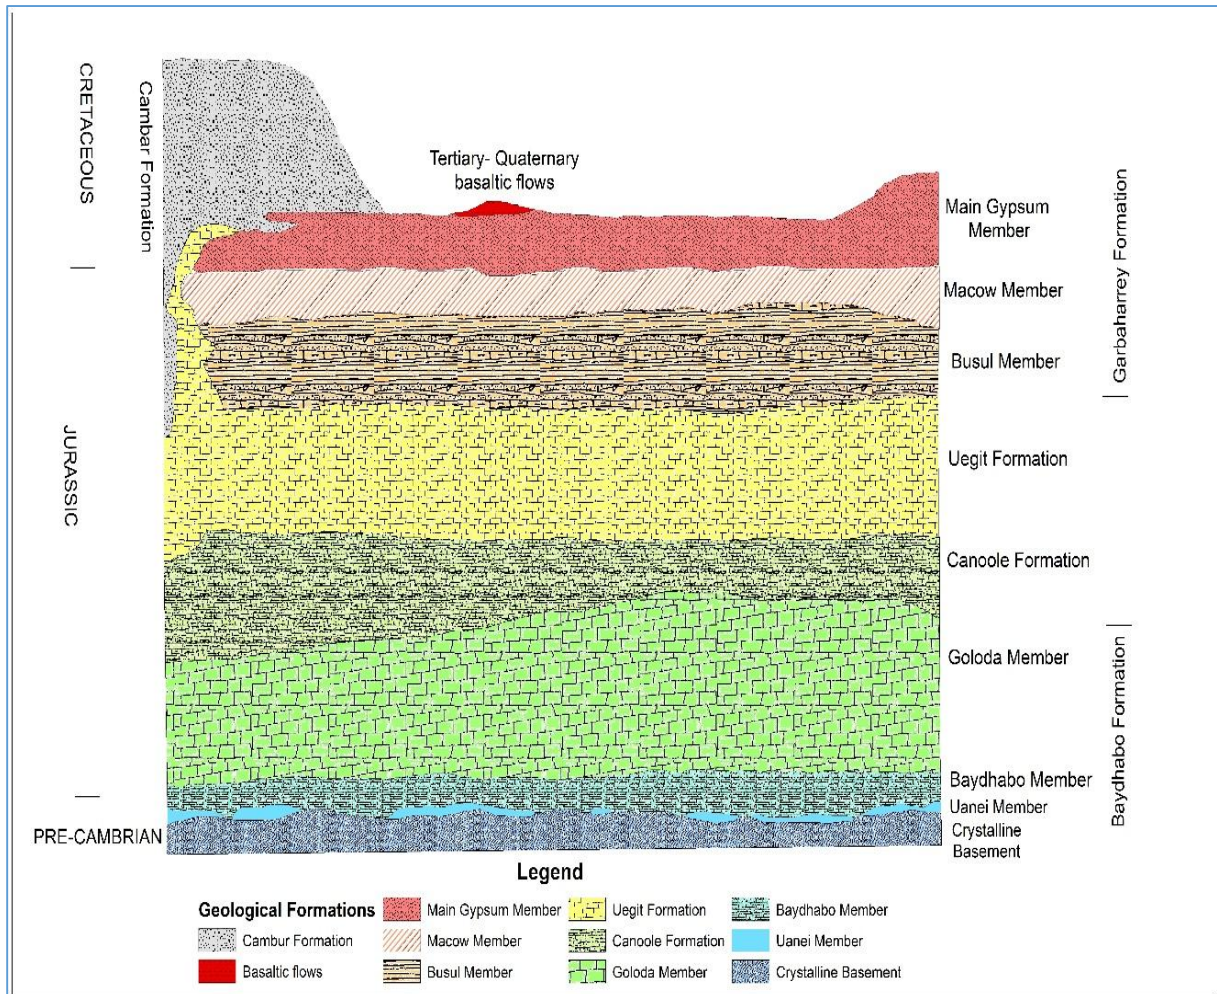 CRETACEOUS
Cambar Formation
Tertiary- Quaternary
basaltic flows
Main Gypsum
Member
Macow Member
Busul Member
Garbaharrey Formation
JURASSIC
Uegit Formation
Canoole Formation
Goloda Member
Baydhabo Member
Uanei Member
Crystalline
Basement
Baydhabo Formation
PRE-CAMBRIAN
Legend
Geological Formations
Cambur Formation
Basaltic flows
Main Gypsum Member
Macow Member
Busul Member
Uegit Formation
Canoole Formation
Goloda Member
Baydhabo Member
Uanei Member
Crystalline Basement